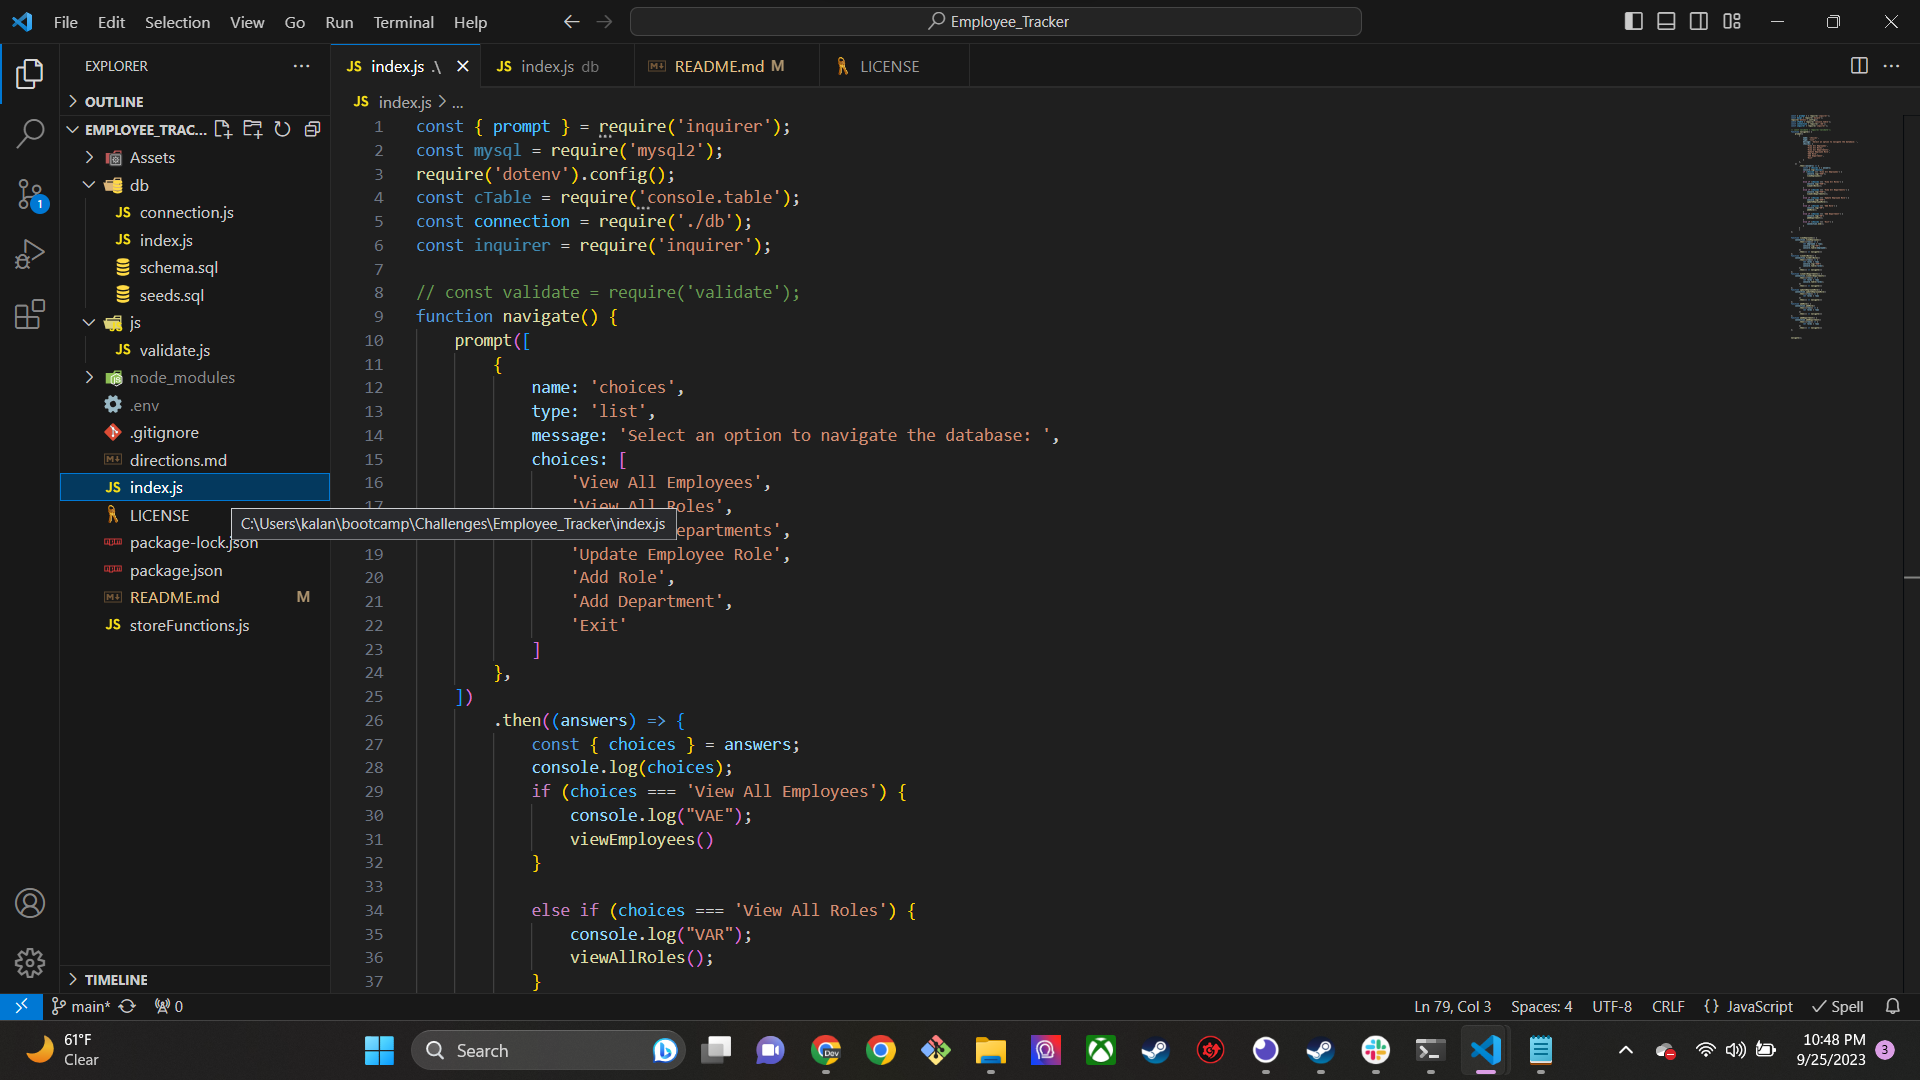 File Edit Selection View Go Run Terminal Help
Employee_Tracker
EXPLORER
OUTLINE
EMPLOYEE_TRAC...
Assets
db
JS connection.js
JS index.js
schema.sql
seeds.sql
js
JS validate.js
node_modules
.env
.gitignore
directions.md
JS index.js
LICENSE
package-lock.json
package.json
README.md M
JS storeFunctions.js
TIMELINE
JS index.js .\
JS index.js db
README.md M
LICENSE
JS index.js > ...
1 const { prompt } = require('inquirer');
2 const mysql = require('mysql2');
3 require('dotenv').config();
4 const cTable = require('console.table');
5 const connection = require('./db');
6 const inquirer = require('inquirer');
7
8 // const validate = require('validate');
9 function navigate() {
10 prompt([
11 {
12 name: 'choices',
13 type: 'list',
14 message: 'Select an option to navigate the database: ',
15 choices: [
16 'View All Employees',
17 'View All Roles',
epartments',
C:\Users\kalan\bootcamp\Challenges\Employee_Tracker\index.js
19 'Update Employee Role',
20 'Add Role',
21 'Add Department',
22 'Exit'
23 ]
24 },
25 ])
26 .then((answers) => {
27 const { choices } = answers;
28 console.log(choices);
29 if (choices === 'View All Employees') {
30 console.log("VAE");
31 viewEmployees()
32 }
33
34 else if (choices === 'View All Roles') {
35 console.log("VAR");
36 viewAllRoles();
37 }
1
main* 0
Ln 79, Col 3 Spaces: 4 UTF-8 CRLF {} JavaScript Spell
61°F
Clear
Search
Dev
10:48 PM
9/25/2023
3